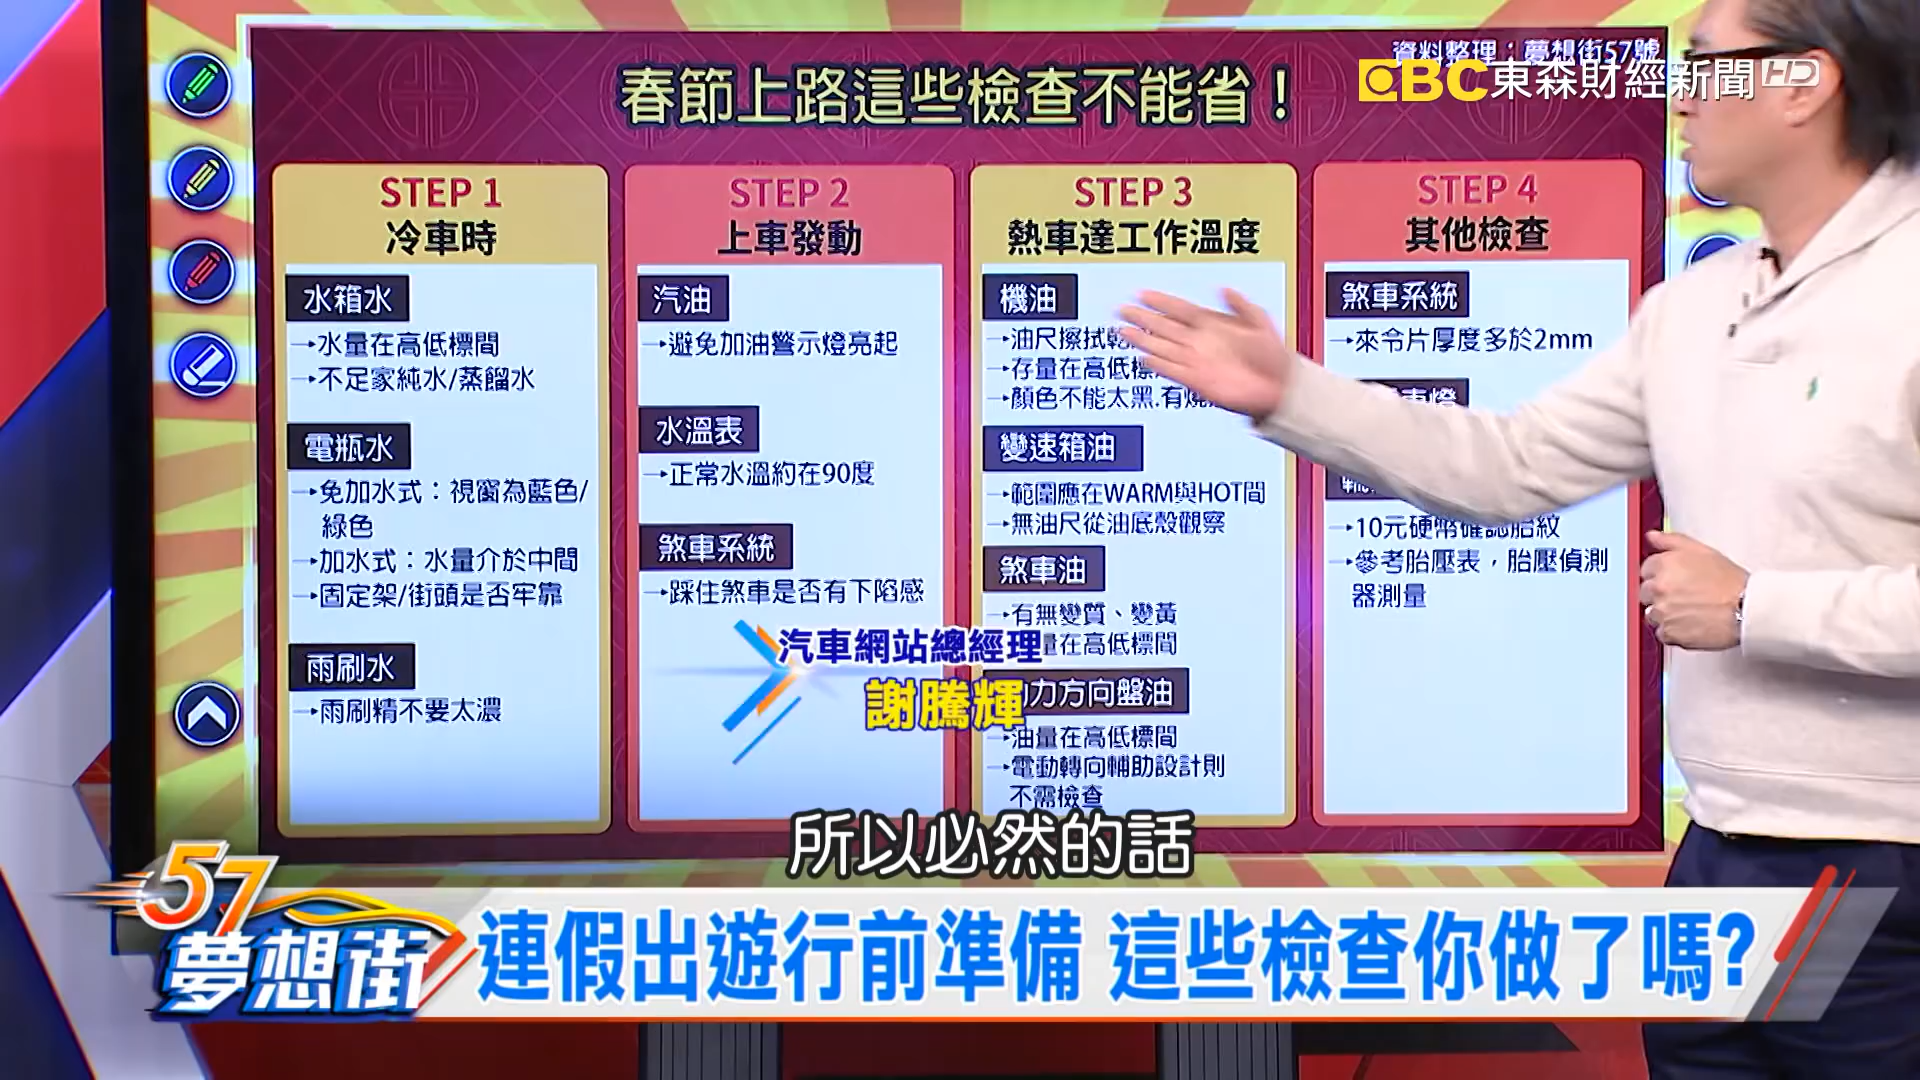 資料整理：夢想街57號
EBC東森財經新聞HD
春節上路這些檢查不能省！
STEP 1
冷車時
水箱水
→水量在高低標間
→不足家純水/蒸餾水
電瓶水
→免加水式：視窗為藍色/
綠色
→加水式：水量介於中間
→固定架/街頭是否牢靠
雨刷水
→雨刷精不要太濃
STEP 2
上車發動
汽油
→避免加油警示燈亮起
水溫表
→正常水溫約在90度
煞車系統
→踩住煞車是否有下陷感
STEP 3
熱車達工作溫度
機油
→油尺擦拭乾
→存量在高低標
→顏色不能太黑.有燒
變速箱油
→範圍應在WARM與HOT間
→無油尺從油底殼觀察
煞車油
→有無變質、變黃
量在高低標間
力方向盤油
→油量在高低標間
→電動轉向輔助設計則
不需檢查
STEP 4
其他檢查
煞車系統
→來令片厚度多於2mm
車燈
→10元硬幣確認胎紋
→參考胎壓表，胎壓偵測
器測量
汽車網站總經理
謝騰輝
所以必然的話
57夢想街
連假出遊行前準備 這些檢查你做了嗎?